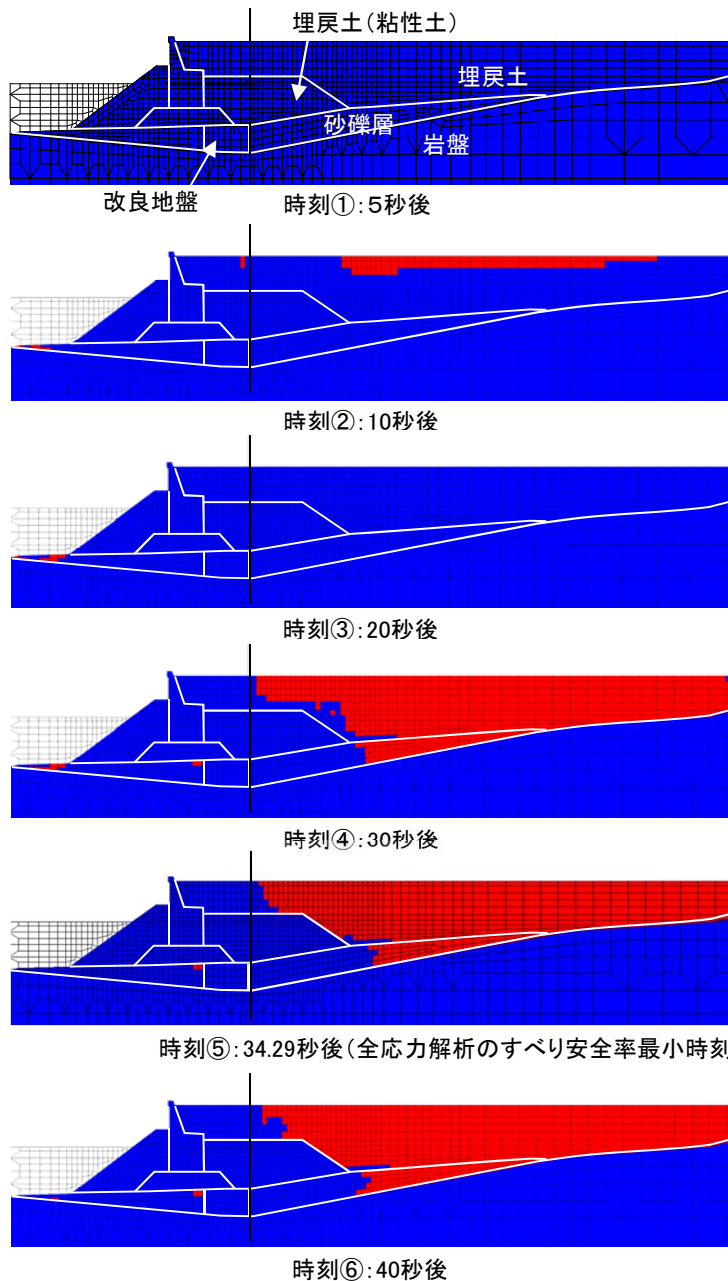 埋戻土(粘性土)
埋戻土
砂礫層
岩盤
改良地盤
時刻①:5秒後
時刻②:10秒後
時刻③:20秒後
時刻④:30秒後
時刻⑤:34.29秒後(全応力解析のすべり安全率最小時刻
時刻⑥:40秒後